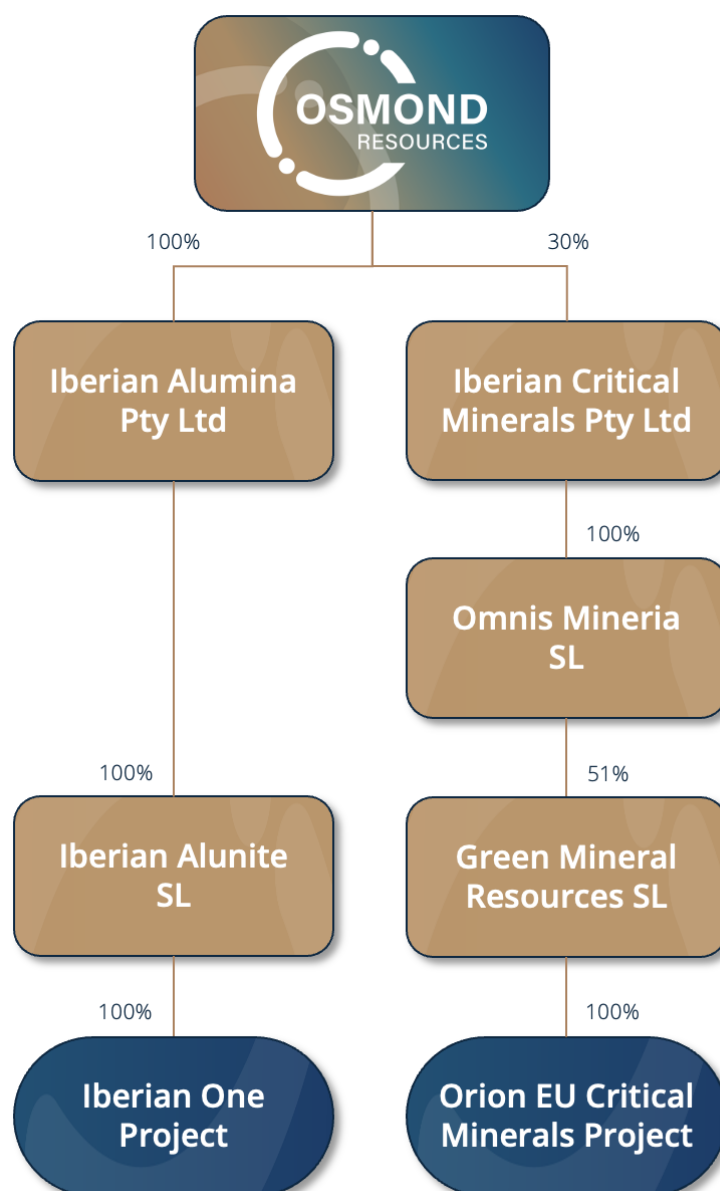 OSMOND
RESOURCES
100%
30%
Iberian Alumina
Pty Ltd
Iberian Critical
Minerals Pty Ltd
100%
Omnis Mineria
SL
100%
51%
Iberian Alunite
SL
Green Mineral
Resources SL
100%
100%
Iberian One
Project
Orion EU Critical
Minerals Project